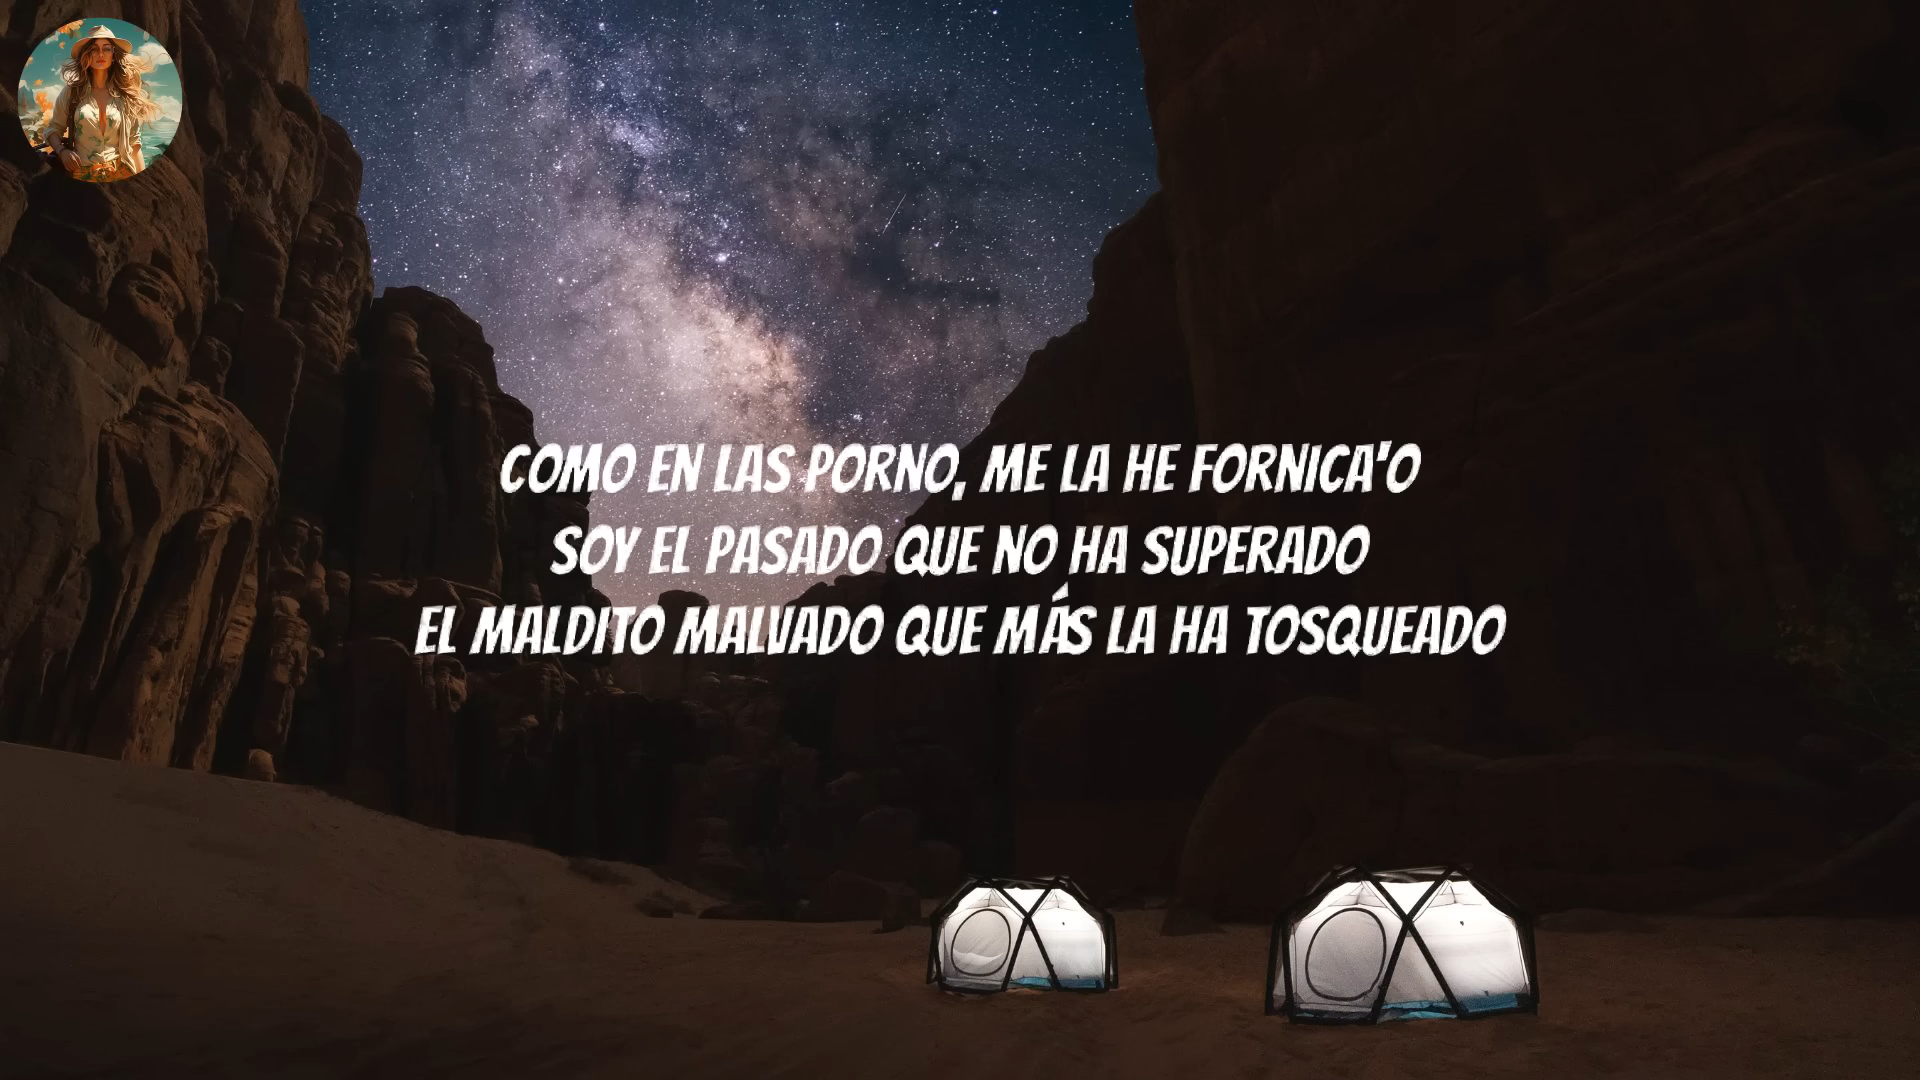 COMO EN LAS PORNO, ME LA HE FORNICA'O
SOY EL PASADO QUE NO HA SUPERADO
EL MALDITO MALVADO QUE MÁS LA HA TOSQUEADO